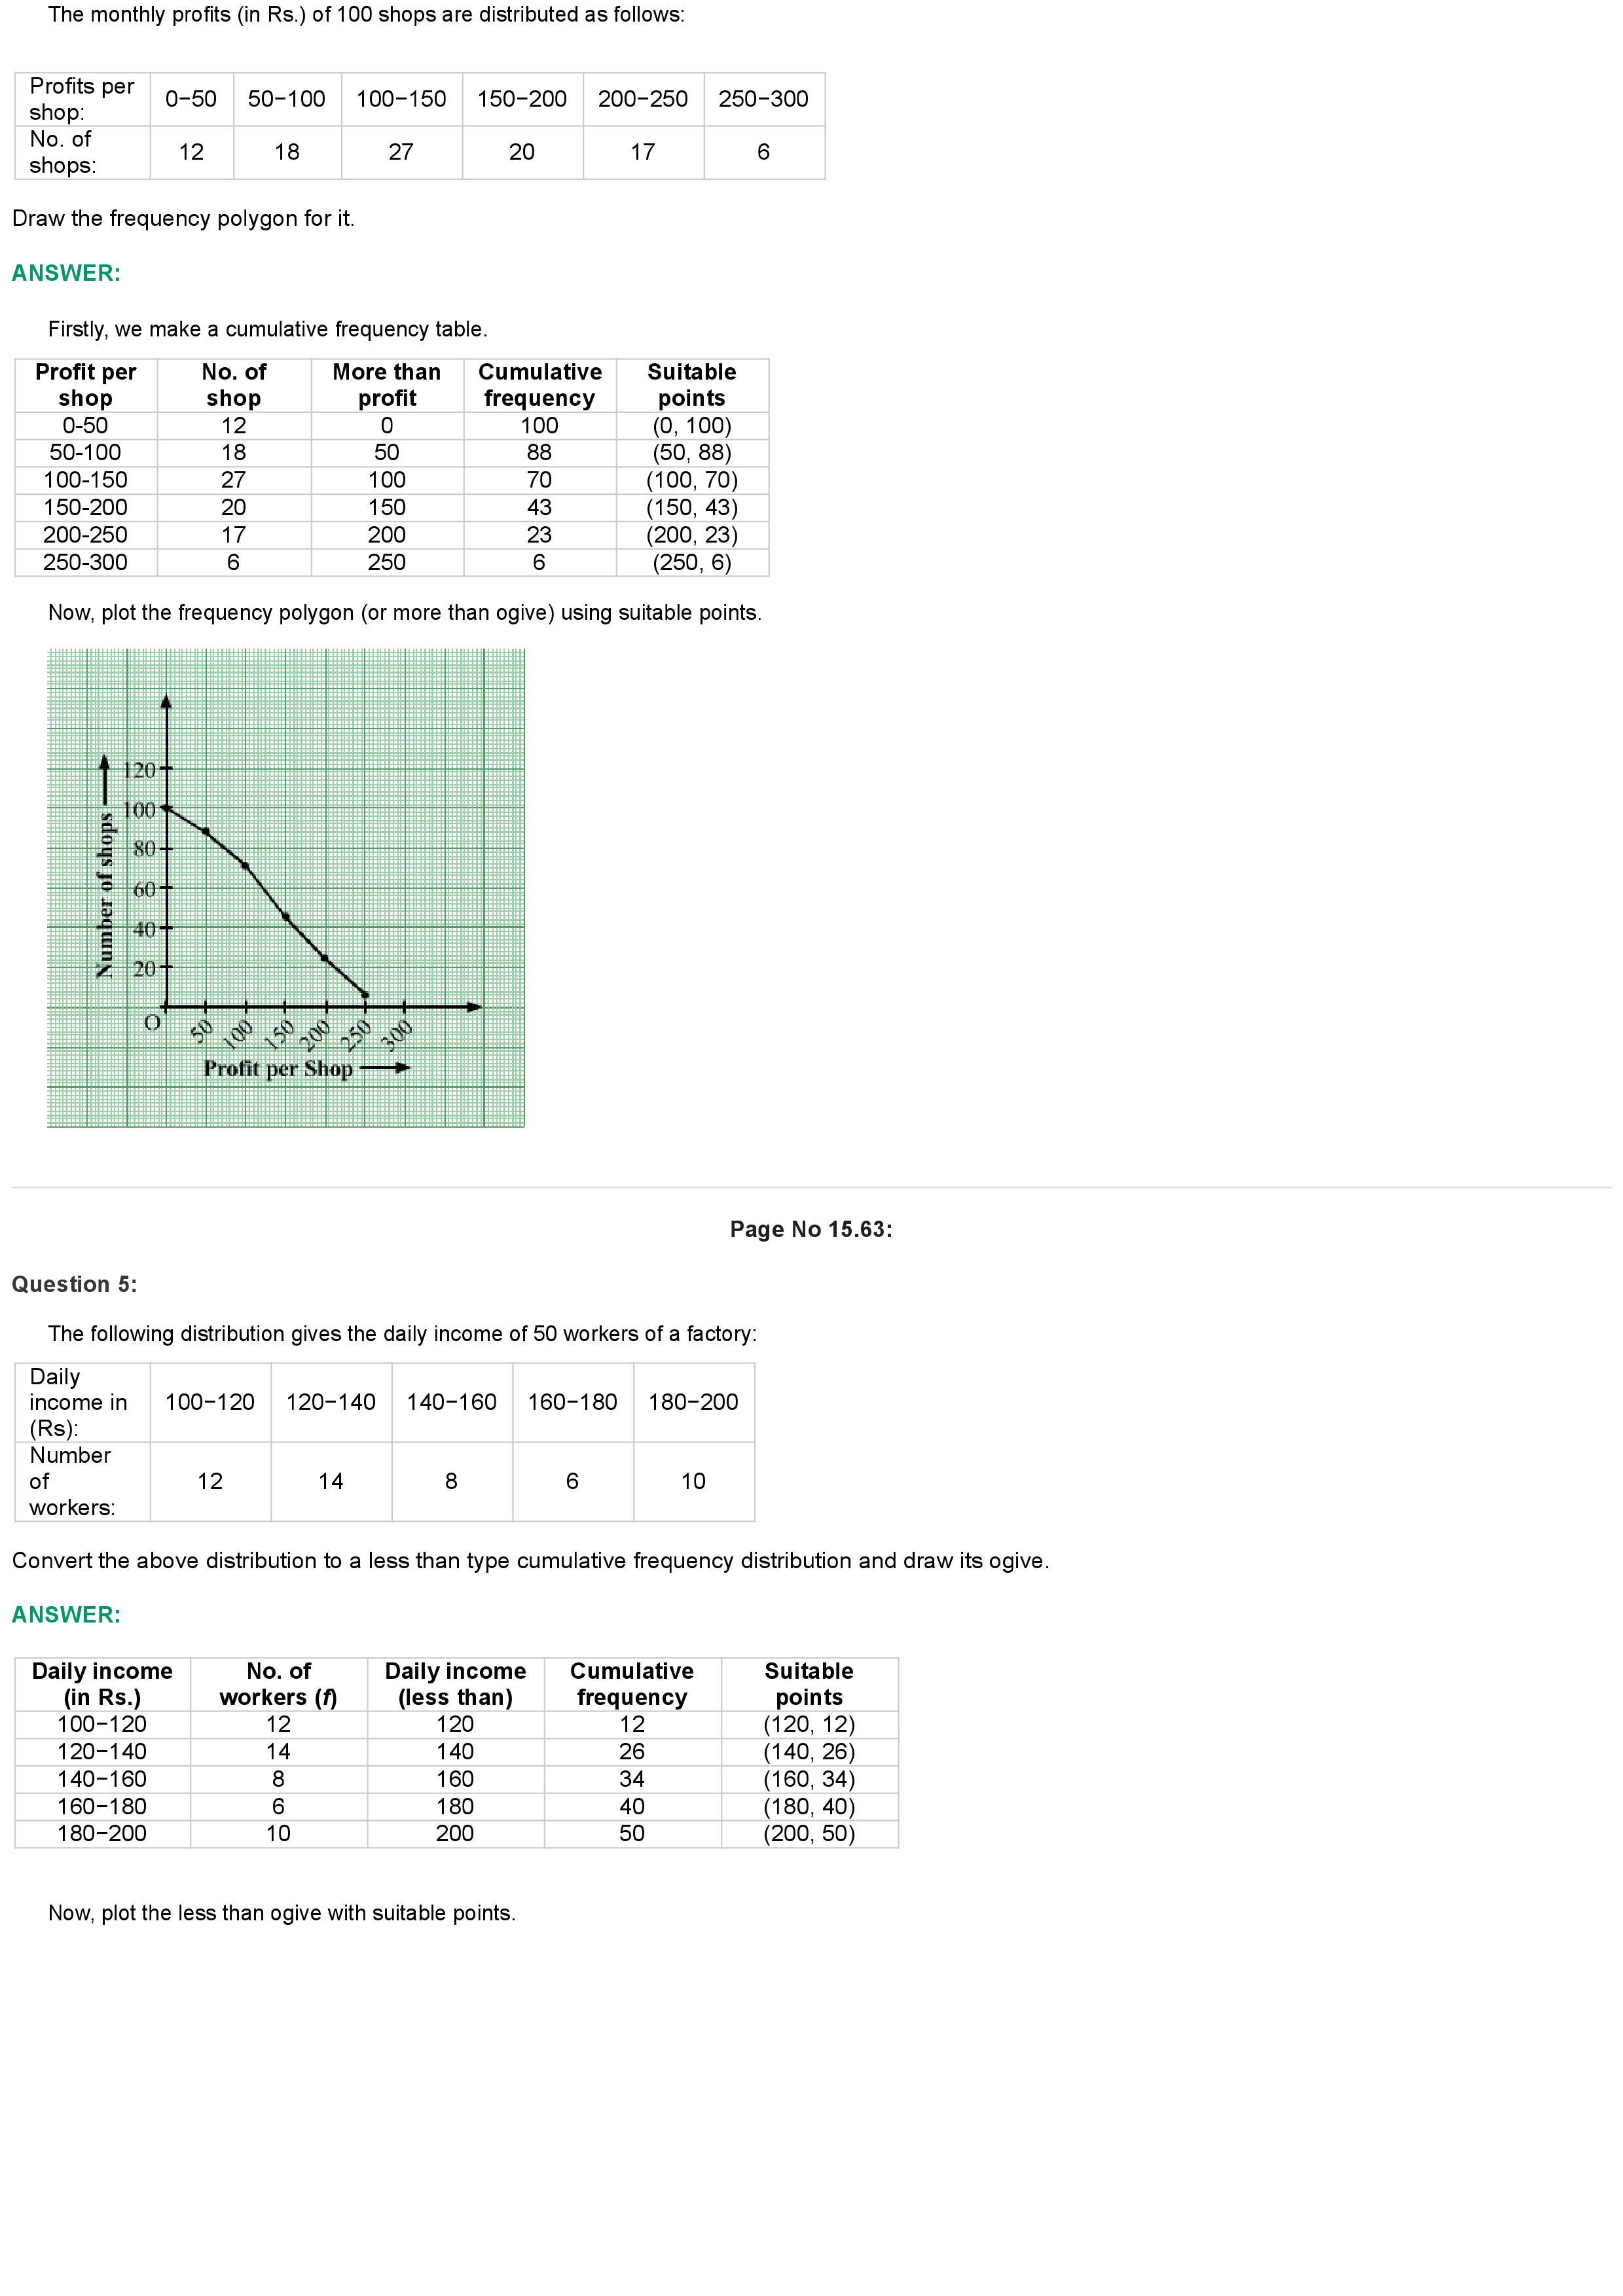 The monthly profits (in Rs.) of 100 shops are distributed as follows:
Profits per shop: 0−50 50−100 100−150 150−200 200−250 250−300
No. of shops: 12 18 27 20 17 6
Draw the frequency polygon for it.
ANSWER:
Firstly, we make a cumulative frequency table.
Profit per shop No. of shop More than profit Cumulative frequency Suitable points
0-50 12 0 100 (0, 100)
50-100 18 50 88 (50, 88)
100-150 27 100 70 (100, 70)
150-200 20 150 43 (150, 43)
200-250 17 200 23 (200, 23)
250-300 6 250 6 (250, 6)
Now, plot the frequency polygon (or more than ogive) using suitable points.
Number of shops
120
100
80
60
40
20
O 50 100 150 200 250 300
Profit per Shop
Page No 15.63:
Question 5:
The following distribution gives the daily income of 50 workers of a factory:
Daily income in (Rs): 100−120 120−140 140−160 160−180 180−200
Number of workers: 12 14 8 6 10
Convert the above distribution to a less than type cumulative frequency distribution and draw its ogive.
ANSWER:
Daily income (in Rs.) No. of workers (f) Daily income (less than) Cumulative frequency Suitable points
100−120 12 120 12 (120, 12)
120−140 14 140 26 (140, 26)
140−160 8 160 34 (160, 34)
160−180 6 180 40 (180, 40)
180−200 10 200 50 (200, 50)
Now, plot the less than ogive with suitable points.